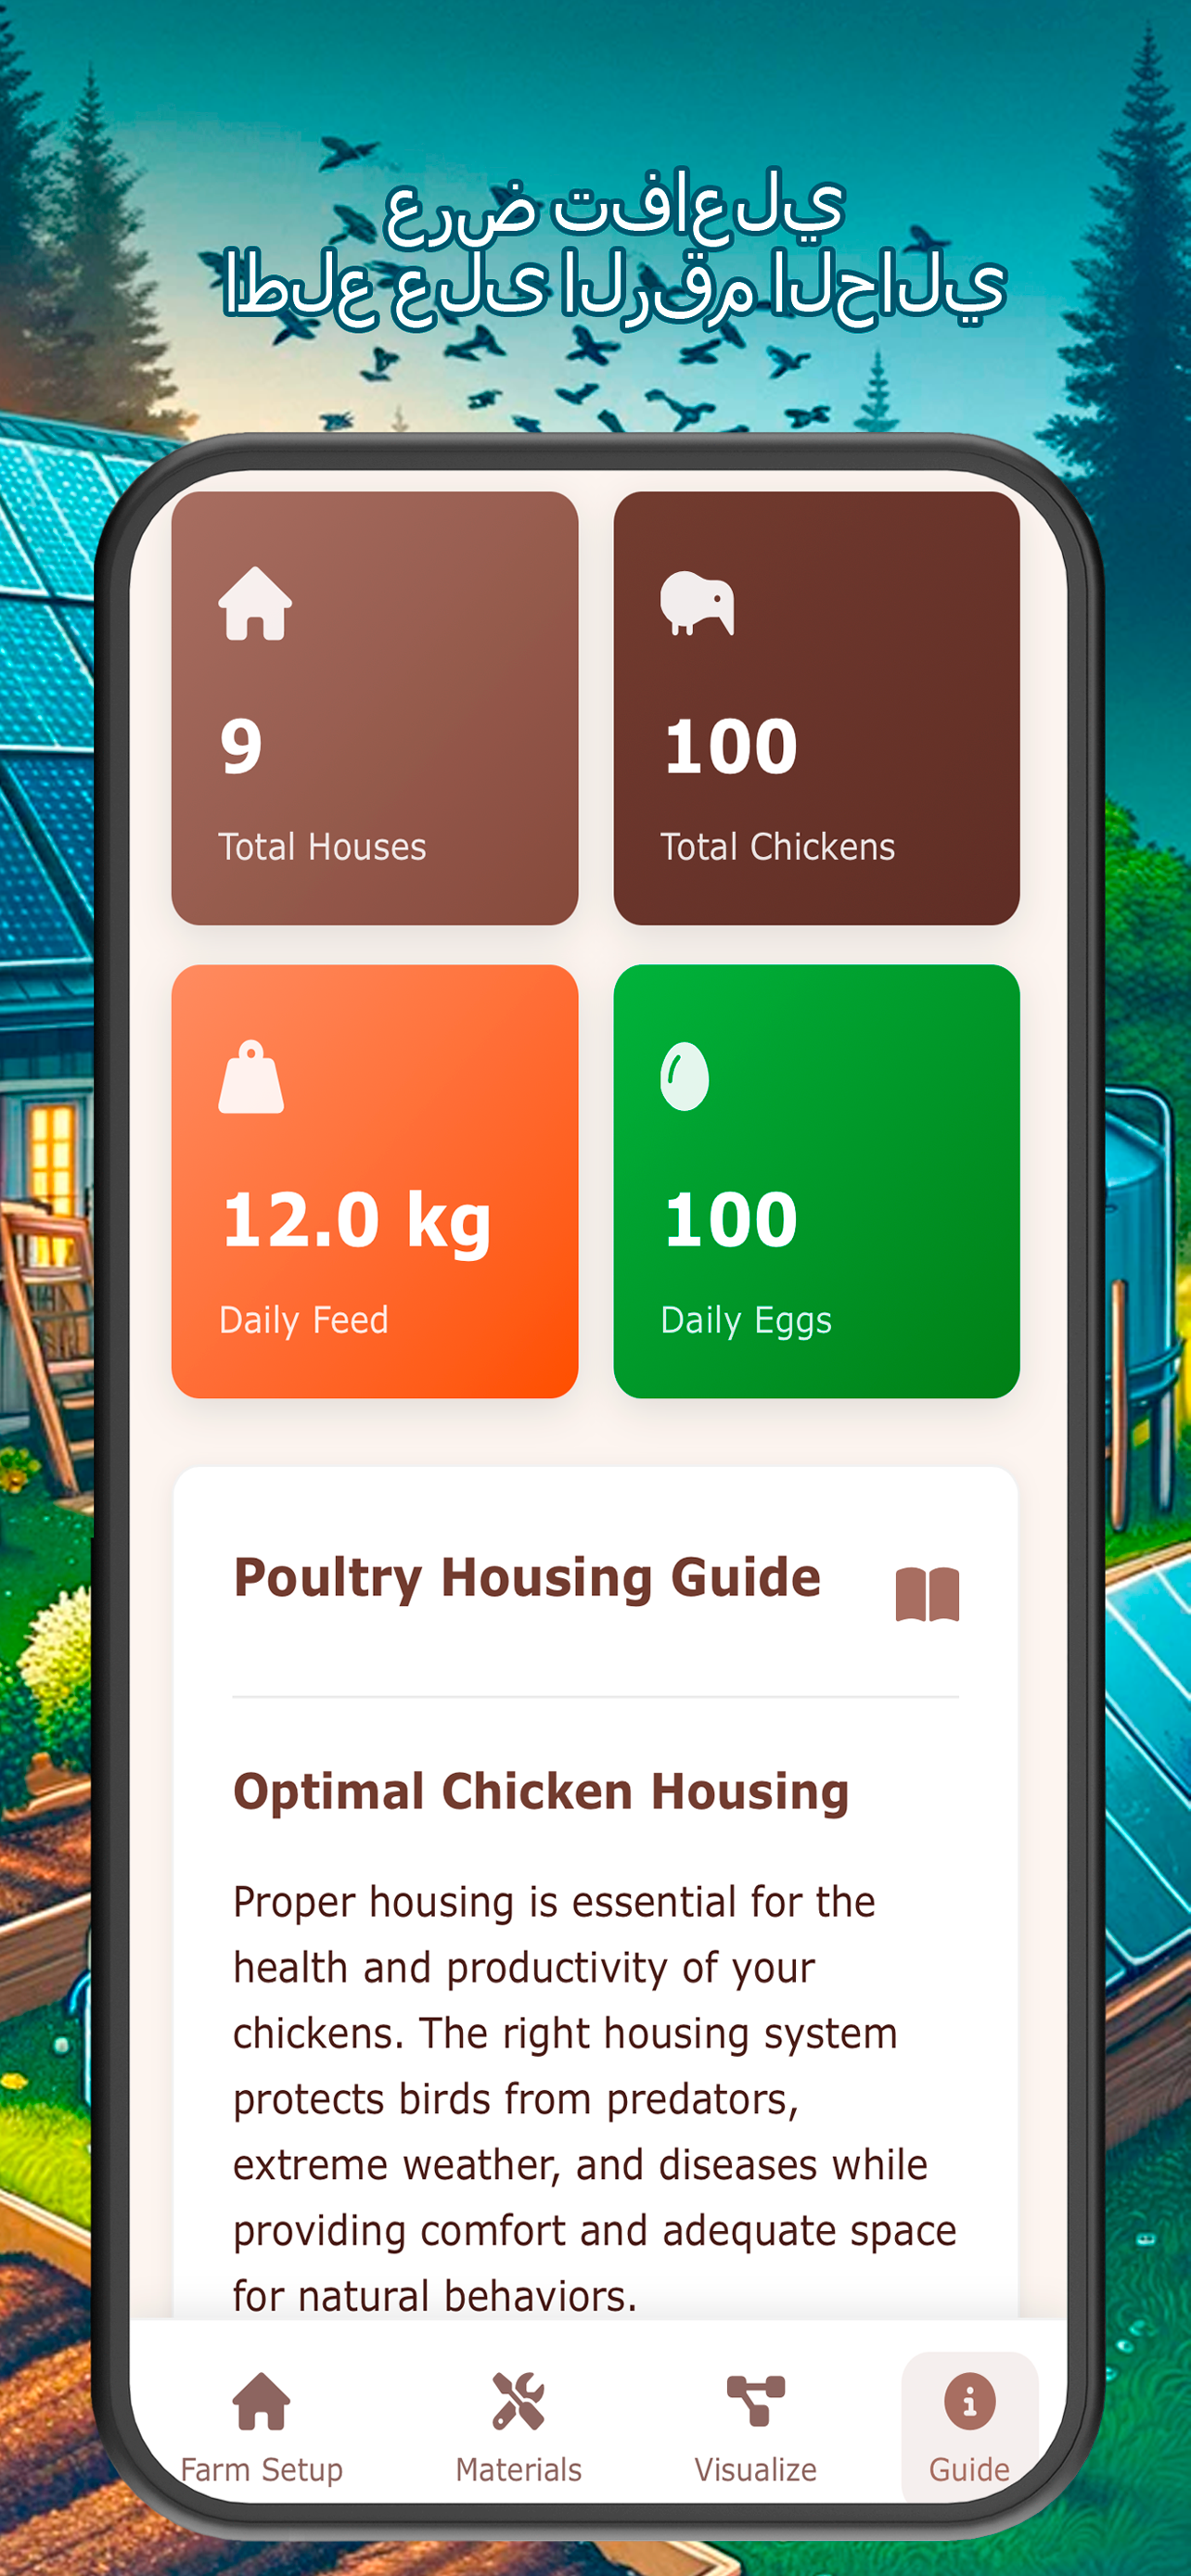 عرض تفاعلي
اطلع على الرقم الحالي
9
Total Houses
100
Total Chickens
12.0 kg
Daily Feed
100
Daily Eggs
Poultry Housing Guide
Optimal Chicken Housing
Proper housing is essential for the
health and productivity of your
chickens. The right housing system
protects birds from predators,
extreme weather, and diseases while
providing comfort and adequate space
for natural behaviors.
Farm Setup
Materials
Visualize
Guide